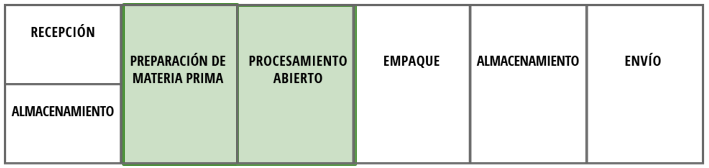 RECEPCIÓN
ALMACENAMIENTO
PREPARACIÓN DE
MATERIA PRIMA
PROCESAMIENTO
ABIERTO
EMPAQUE
ALMACENAMIENTO
ENVÍO